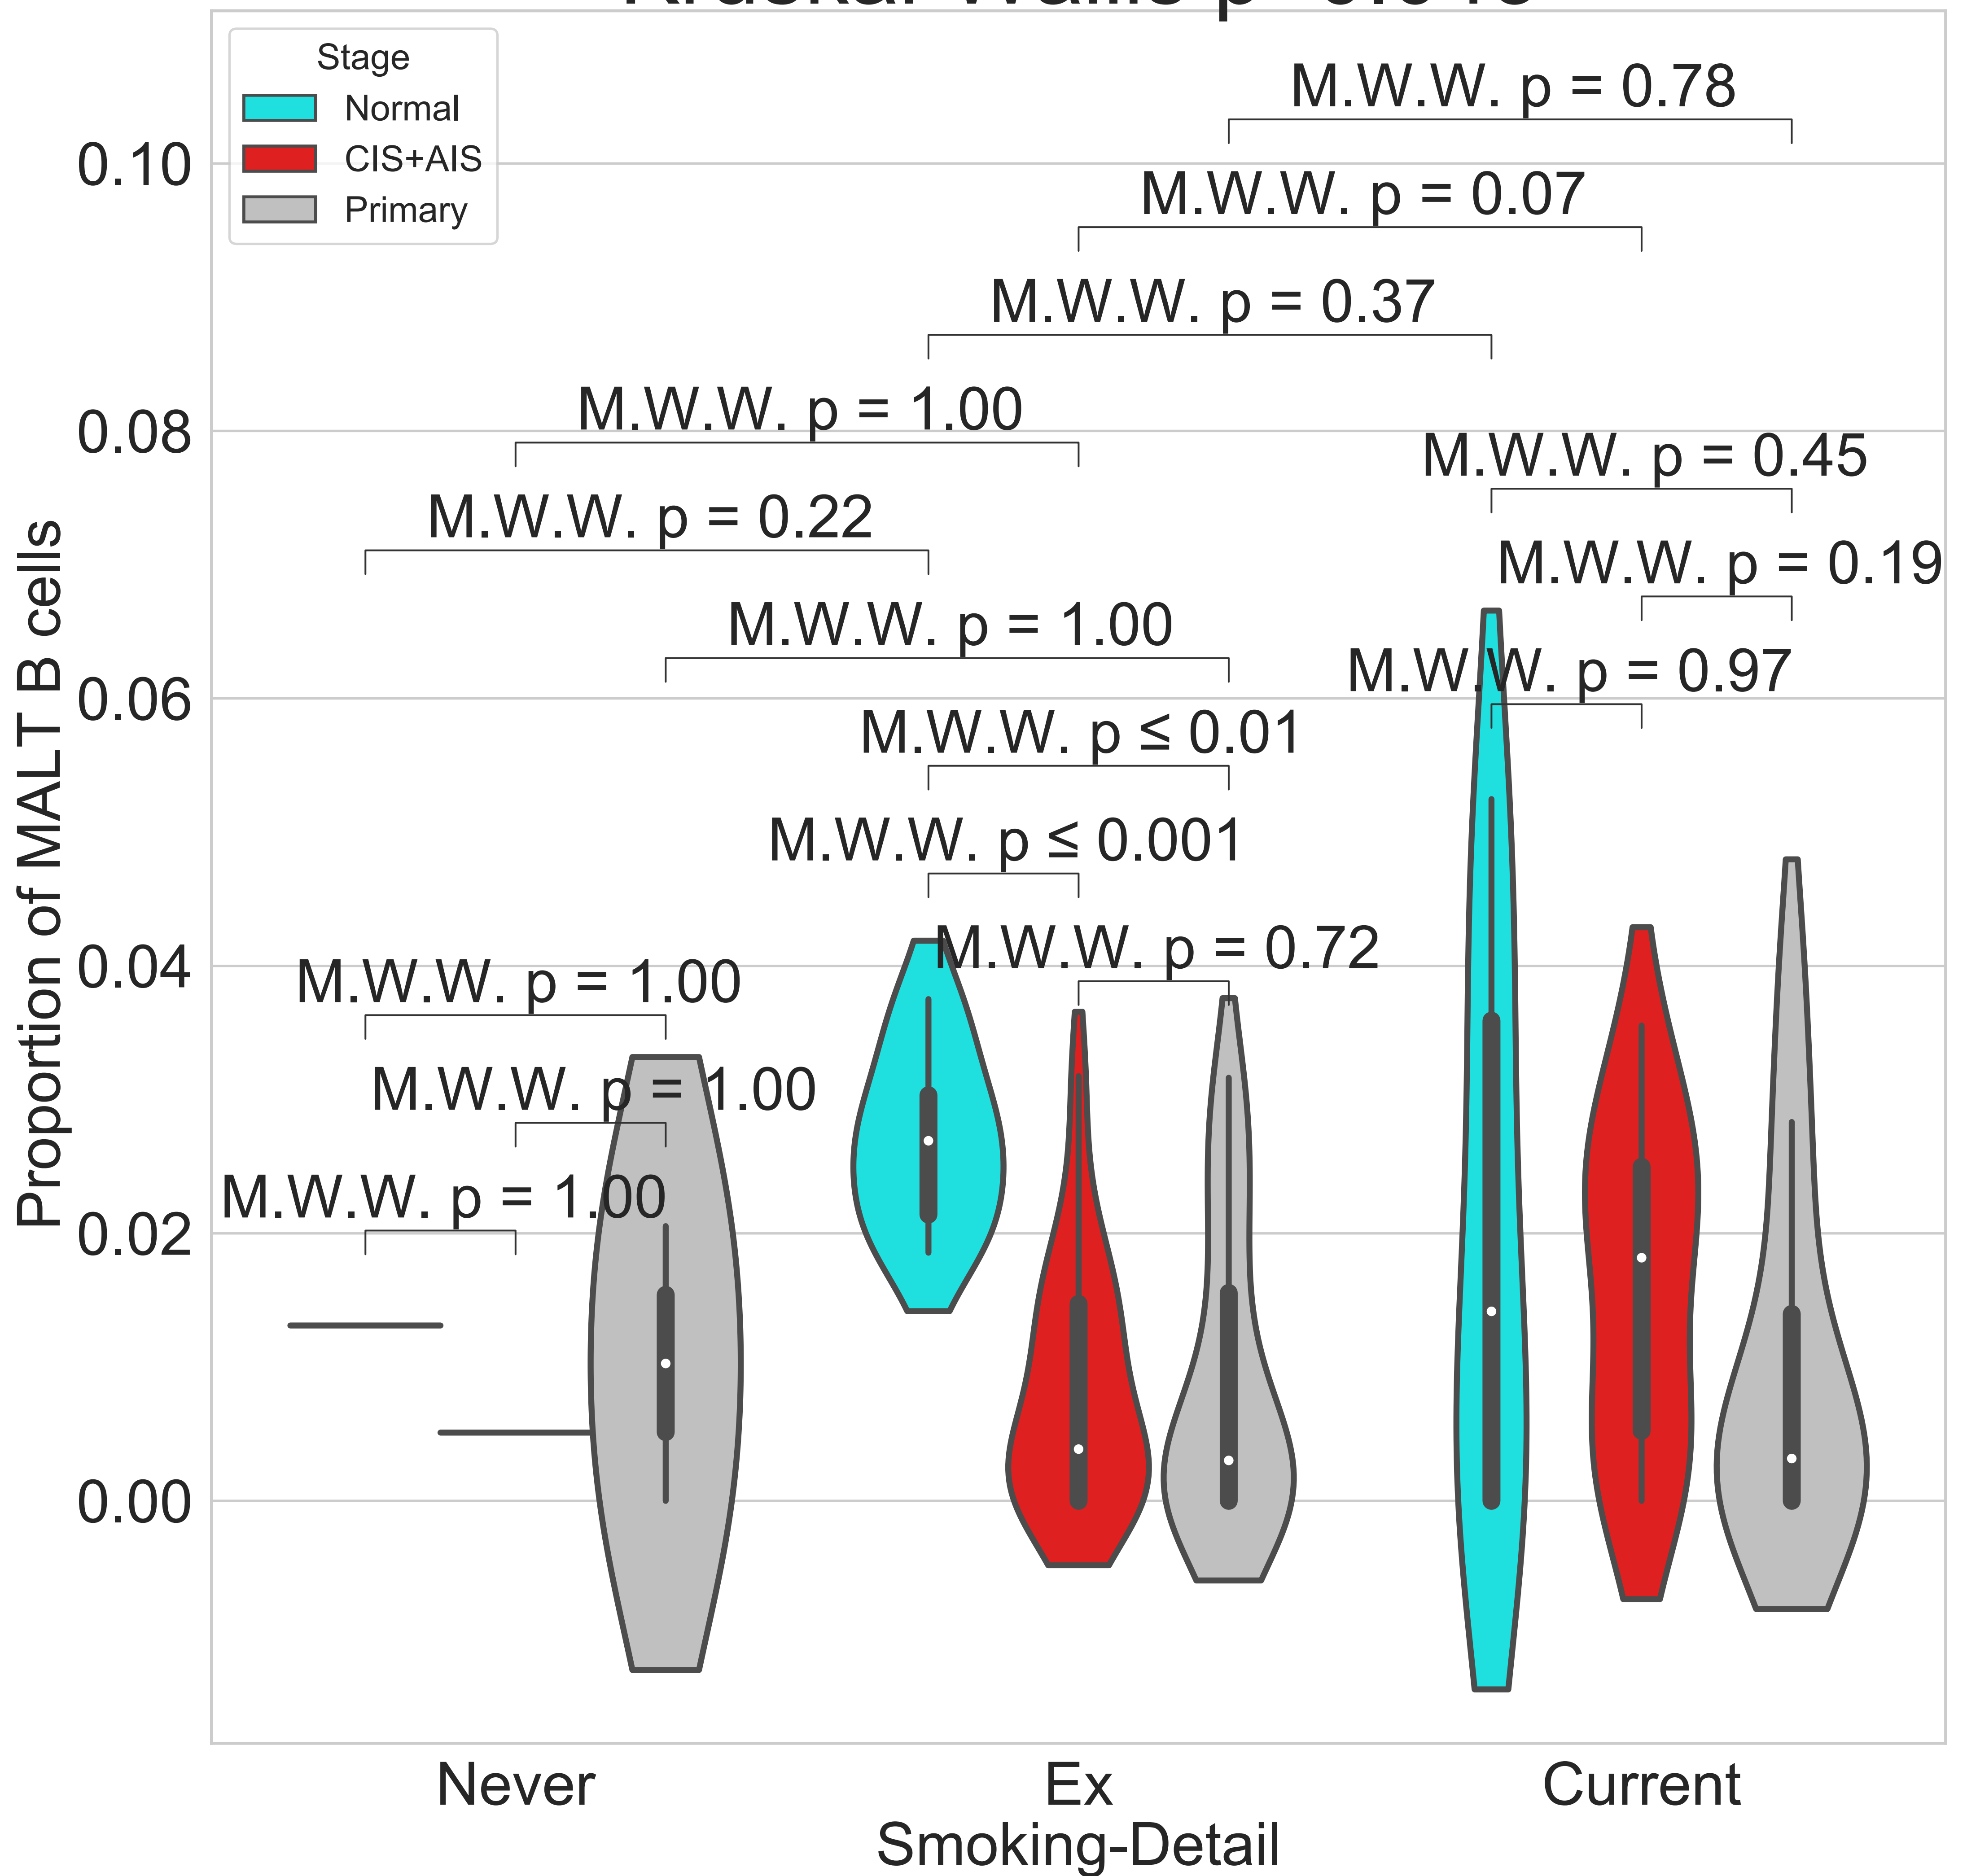 Stage
Normal
CIS+AIS
Primary
M.W.W. p = 0.78
M.W.W. p = 0.07
M.W.W. p = 0.37
M.W.W. p = 1.00
M.W.W. p = 0.45
M.W.W. p = 0.22
M.W.W. p = 0.19
M.W.W. p = 1.00
M.W.W. p = 0.97
M.W.W. p ≤ 0.01
M.W.W. p ≤ 0.001
M.W.W. p = 0.72
M.W.W. p = 1.00
M.W.W. p = 1.00
M.W.W. p = 1.00
0.10
0.08
0.06
0.04
0.02
0.00
Proportion of MALT B cells
Never
Ex
Current
Smoking-Detail